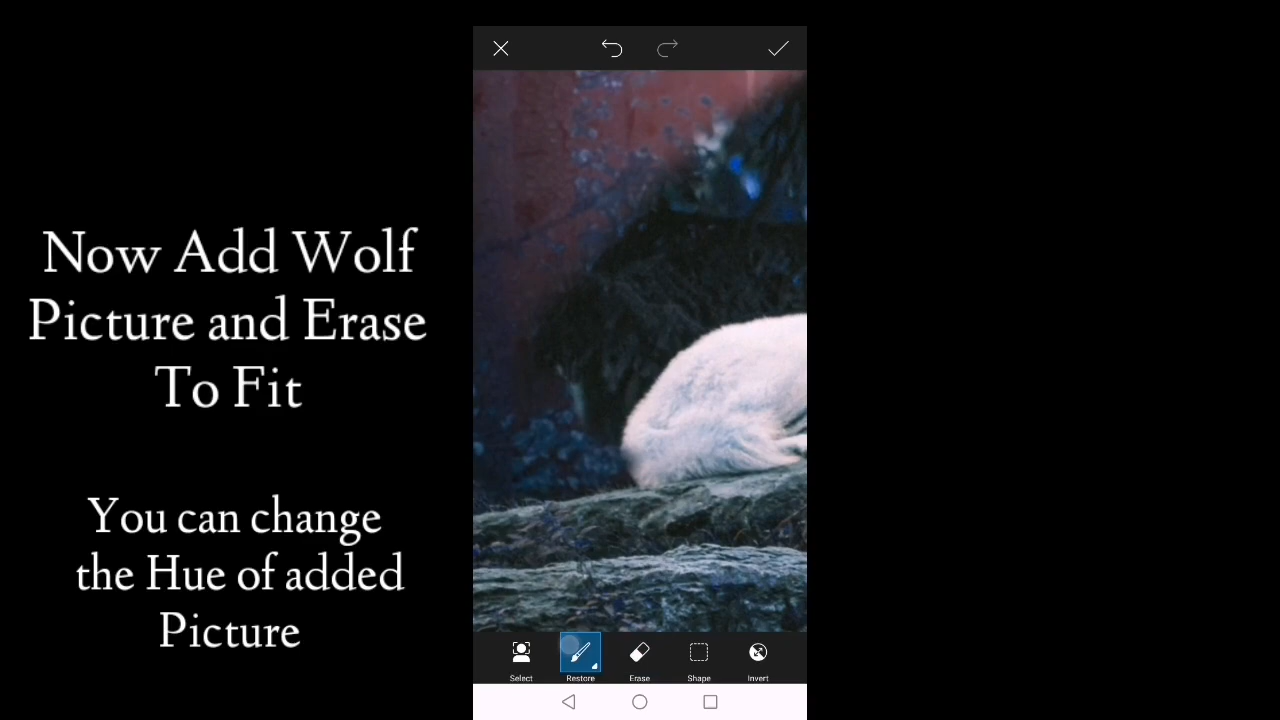 Now Add Wolf
Picture and Erase
To Fit
You can change
the Hue of added
Picture
Select
Restore
Erase
Shape
Invert